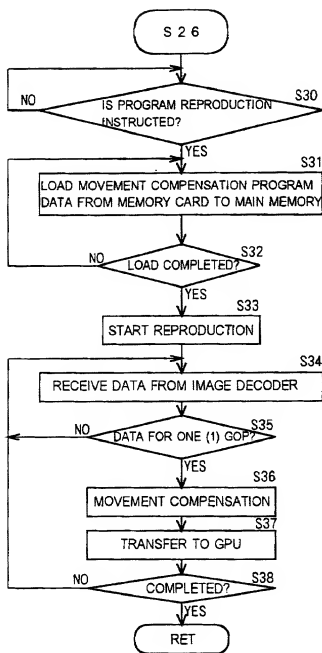 S 2 6
S30
NO
IS PROGRAM REPRODUCTION
INSTRUCTED?
YES
S31
LOAD MOVEMENT COMPENSATION PROGRAM
DATA FROM MEMORY CARD TO MAIN MEMORY
S32
NO
LOAD COMPLETED?
YES
S33
START REPRODUCTION
S34
RECEIVE DATA FROM IMAGE DECODER
S35
NO
DATA FOR ONE (1) GOP?
YES
S36
MOVEMENT COMPENSATION
S37
TRANSFER TO GPU
NO
S38
COMPLETED?
YES
RET